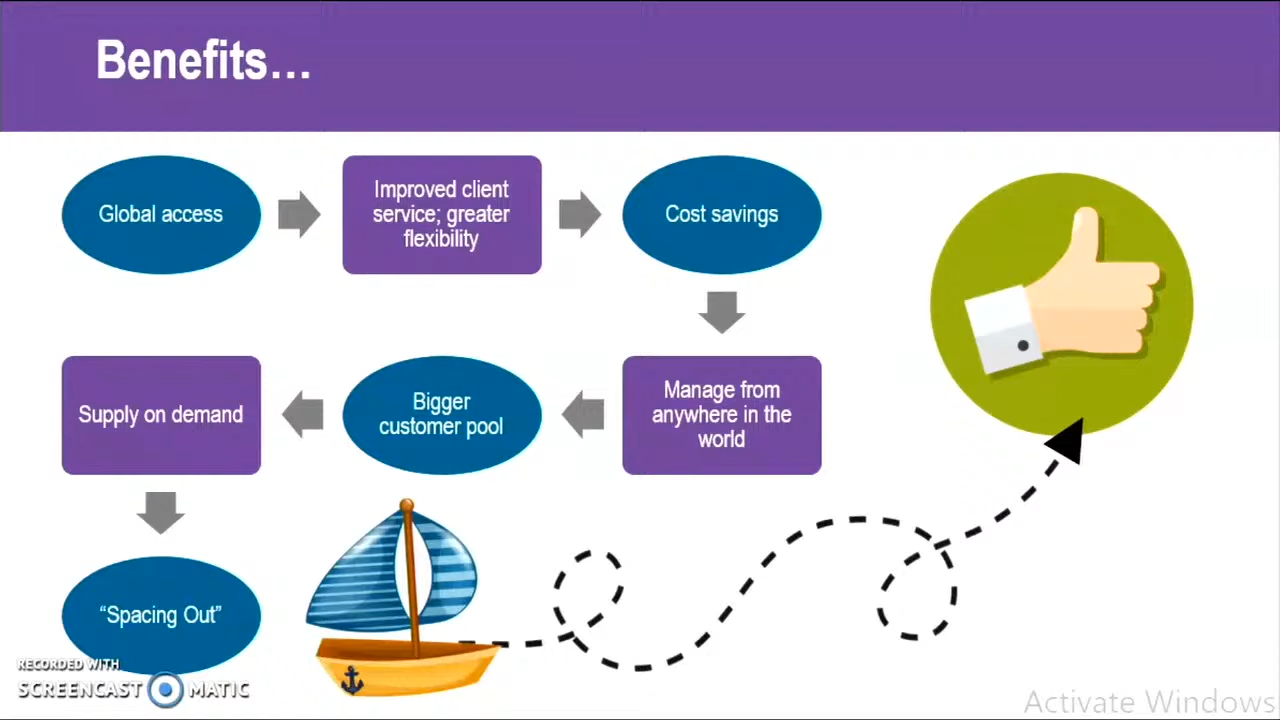 Benefits...
Global access
Improved client
service; greater
flexibility
Cost savings
Manage from
anywhere in the
world
Bigger
customer pool
Supply on demand
“Spacing Out”
RECORDED WITH
SCREENCAST MATIC
Activate Windows